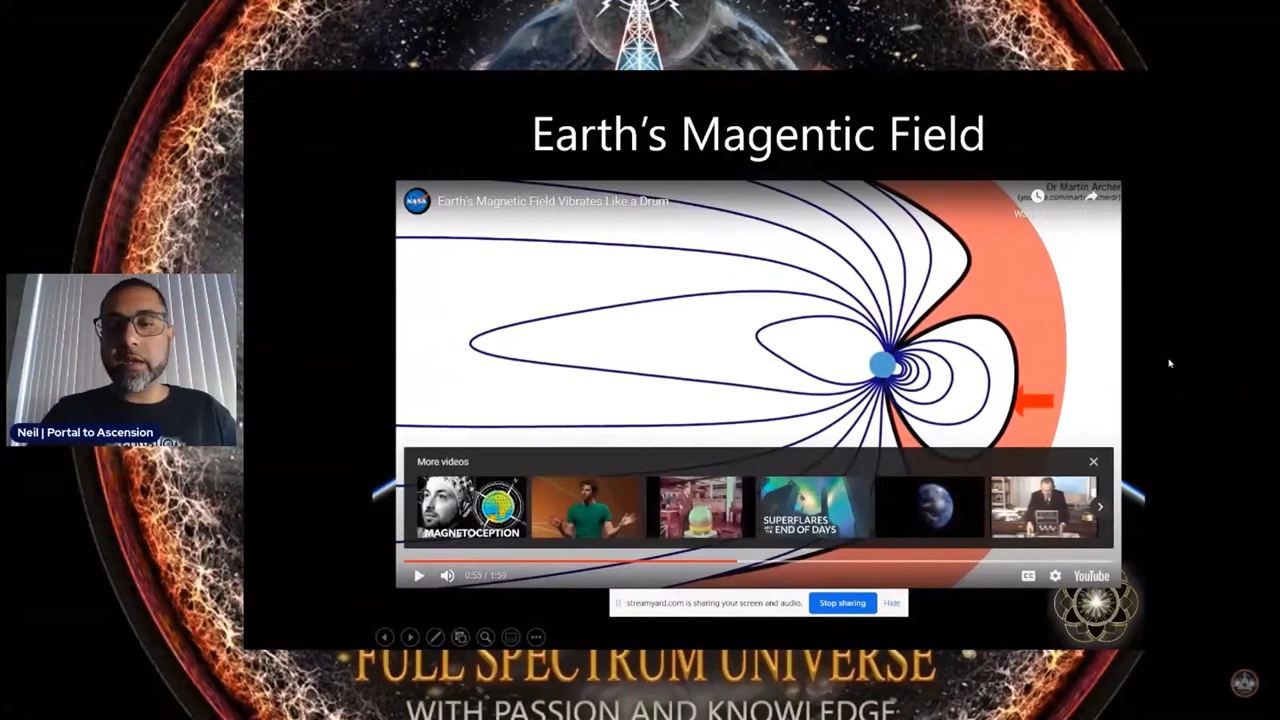 Earth's Magentic Field
NASA
Earth's Magnetic Field Vibrates Like a Drum
Dr Martin Archer
Neil | Portal to Ascension
More videos
MAGNETOCEPTION
SUPERFLARES
END OF DAYS
0:55 / 1:59
CC
YouTube
streamyard.com is sharing your screen and audio.
Stop sharing
Hide
FULL SPECTRUM UNIVERSE
WITH PASSION AND KNOWLEDGE